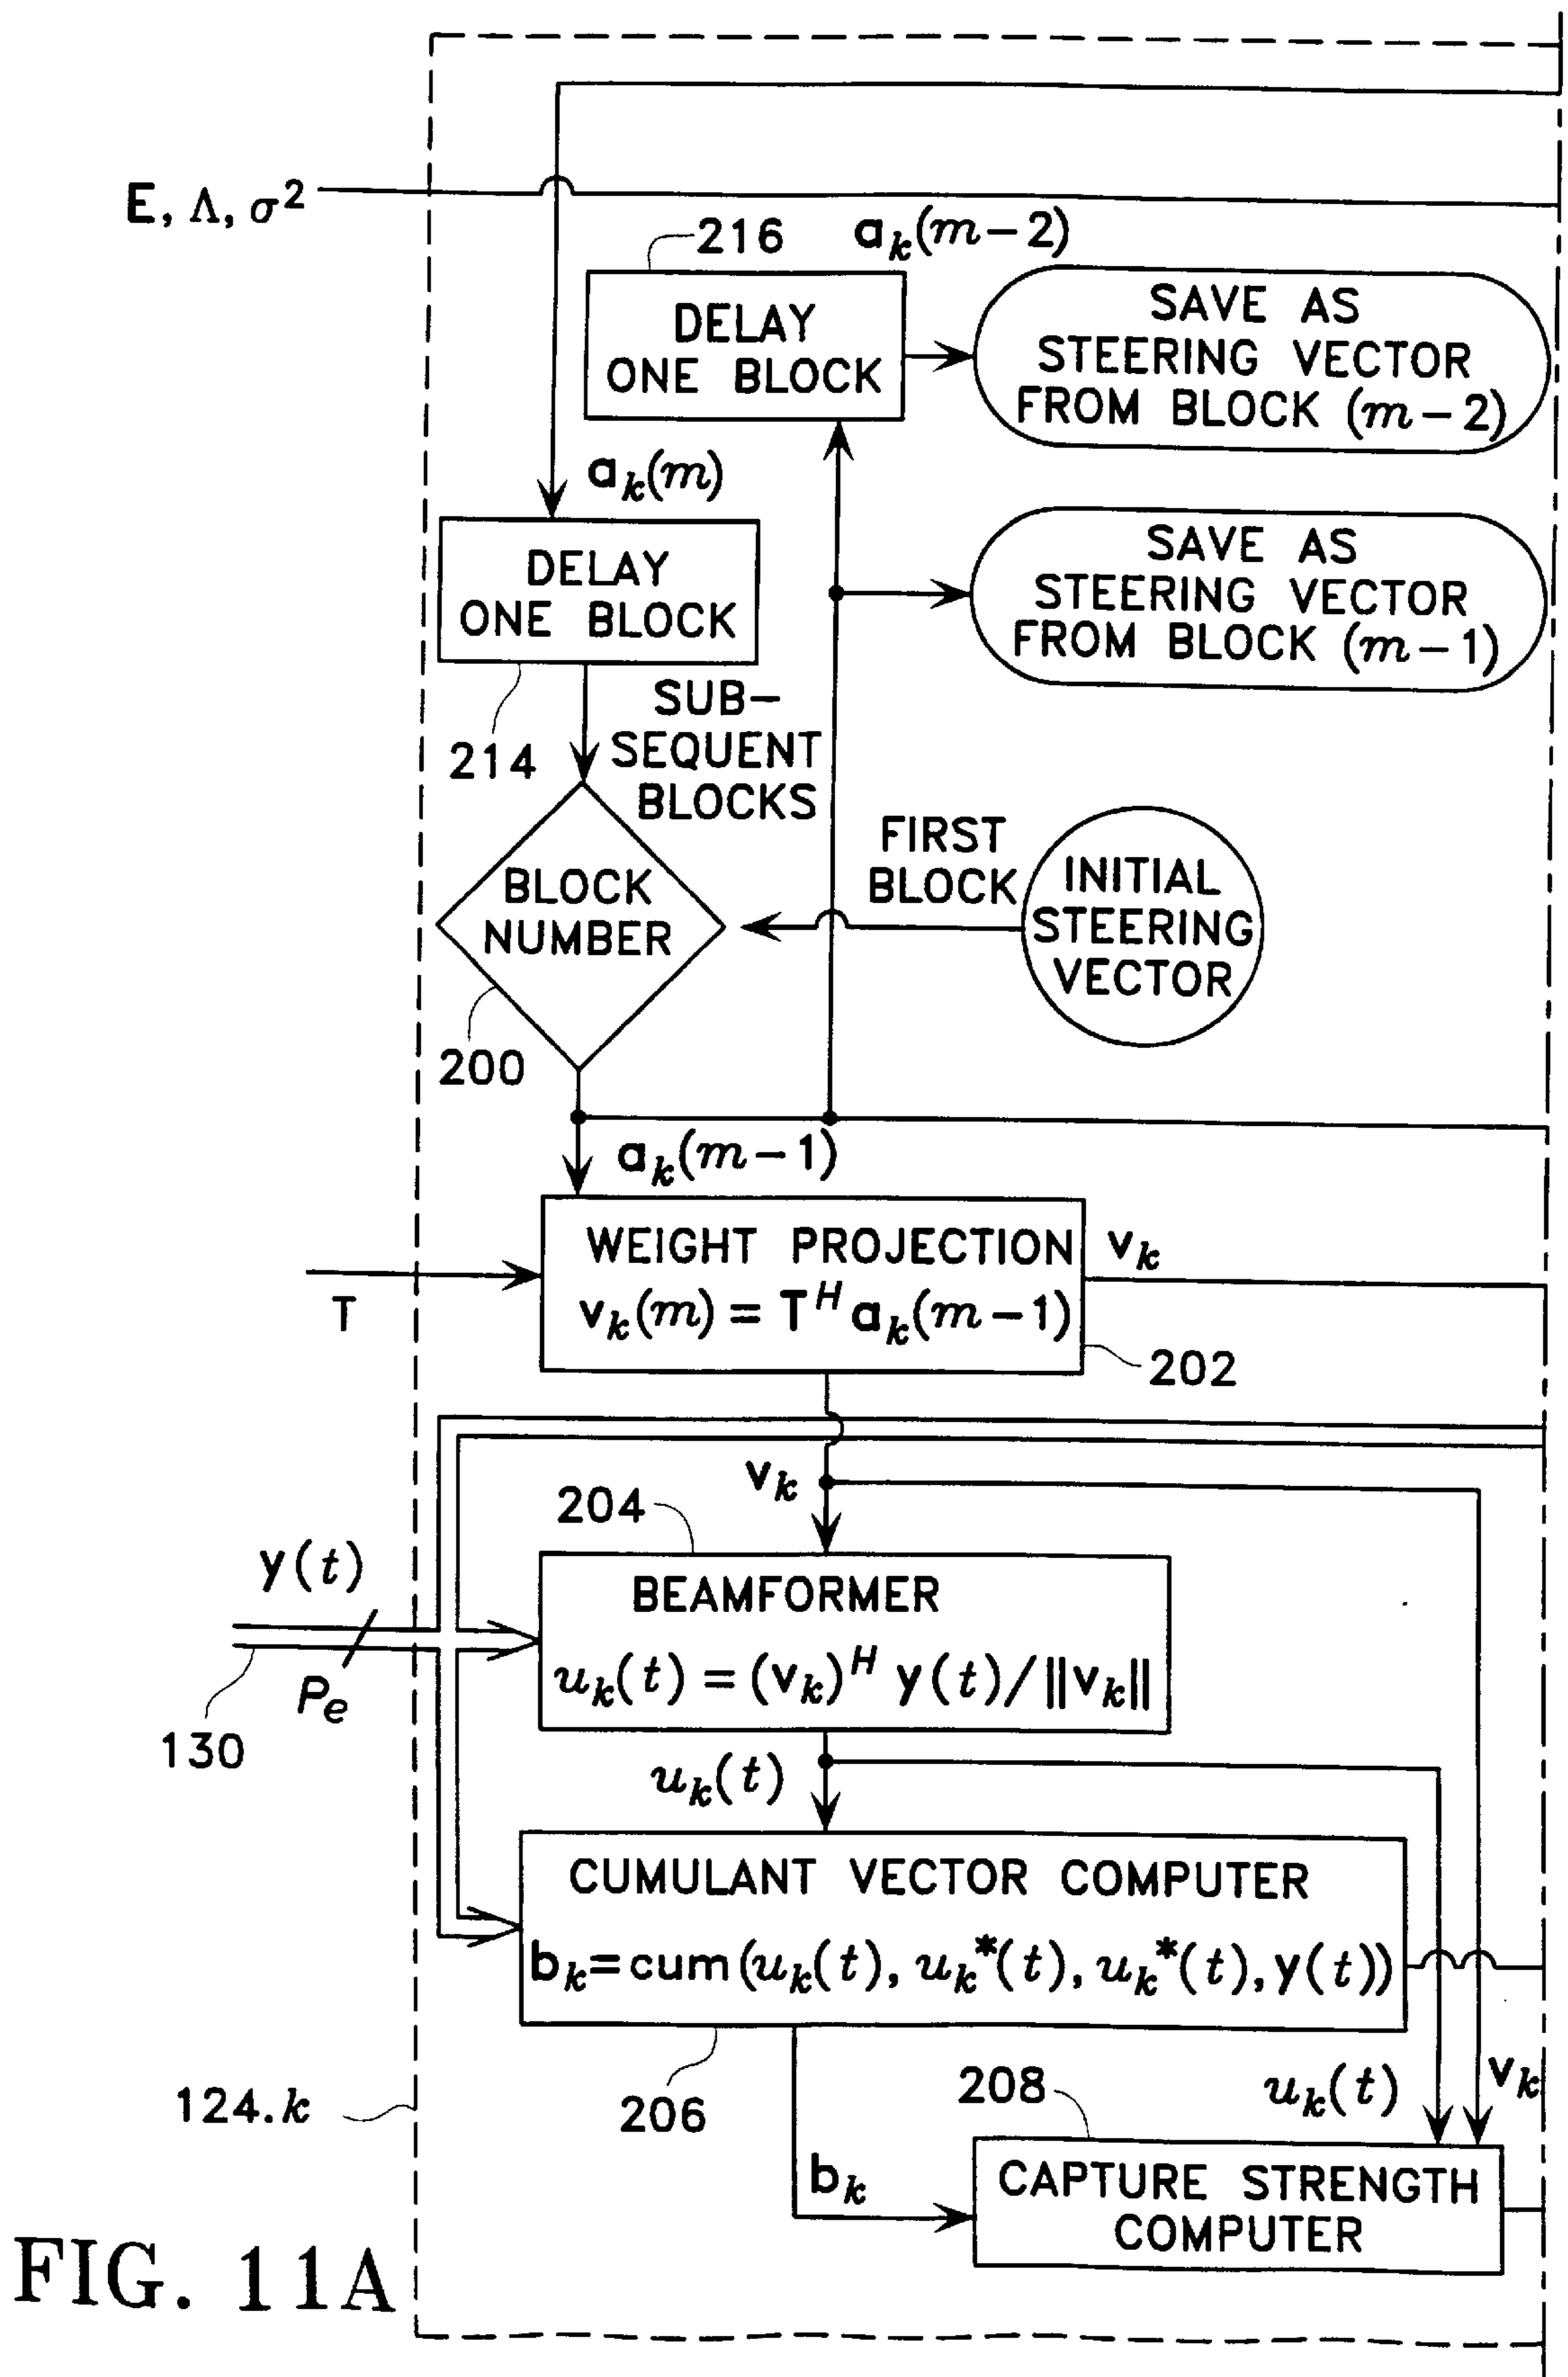 E, Λ, σ²
216
a_k(m−2)
DELAY
ONE BLOCK
SAVE AS
STEERING VECTOR
FROM BLOCK (m−2)
a_k(m)
DELAY
ONE BLOCK
SAVE AS
STEERING VECTOR
FROM BLOCK (m−1)
214
SUB-
SEQUENT
BLOCKS
FIRST
BLOCK
INITIAL
STEERING
VECTOR
BLOCK
NUMBER
200
a_k(m−1)
T
WEIGHT PROJECTION
v_k(m) = T^H a_k(m−1)
v_k
202
v_k
204
y(t)
P_e
130
BEAMFORMER
u_k(t) = (v_k)^H y(t)/‖v_k‖
u_k(t)
CUMULANT VECTOR COMPUTER
b_k=cum(u_k(t), u_k*(t), u_k*(t), y(t))
124.k
206
208
u_k(t)
v_k
b_k
CAPTURE STRENGTH
COMPUTER
FIG. 11A